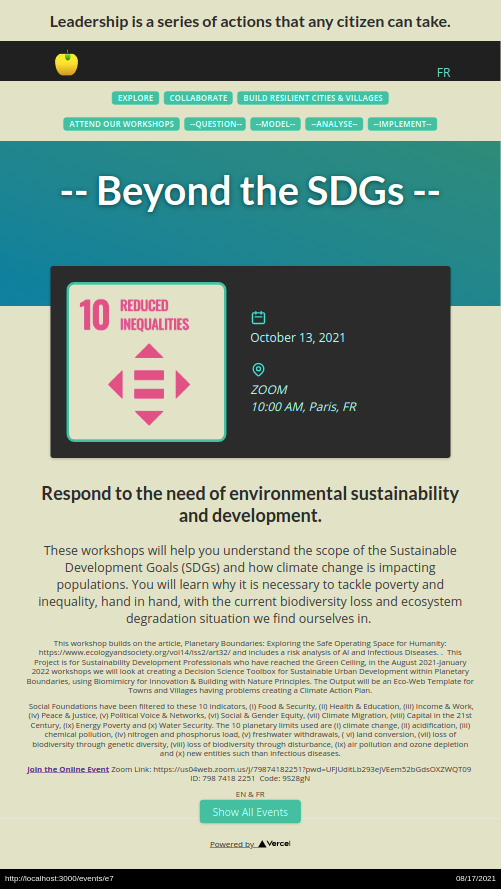 Leadership is a series of actions that any citizen can take.
FR
EXPLORE COLLABORATE BUILD RESILIENT CITIES & VILLAGES
ATTEND OUR WORKSHOPS --QUESTION-- --MODEL-- --ANALYSE-- --IMPLEMENT--
-- Beyond the SDGs --
10 REDUCED
INEQUALITIES
October 13, 2021
ZOOM
10:00 AM, Paris, FR
Respond to the need of environmental sustainability
and development.
These workshops will help you understand the scope of the Sustainable
Development Goals (SDGs) and how climate change is impacting
populations. You will learn why it is necessary to tackle poverty and
inequality, hand in hand, with the current biodiversity loss and ecosystem
degradation situation we find ourselves in.
This workshop builds on the article, Planetary Boundaries: Exploring the Safe Operating Space for Humanity:
https://www.ecologyandsociety.org/vol14/iss2/art32/ and includes a risk analysis of AI and Infectious Diseases. . This
Project is for Sustainability Development Professionals who have reached the Green Ceiling, in the August 2021-January
2022 workshops we will look at creating a Decision Science Toolbox for Sustainable Urban Development within Planetary
Boundaries, using Biomimicry for Innovation & Building with Nature Principles. The Output will be an Eco-Web Template for
Towns and Villages having problems creating a Climate Action Plan.
Social Foundations have been filtered to these 10 indicators, (i) Food & Security, (ii) Health & Education, (iii) Income & Work,
(iv) Peace & Justice, (v) Political Voice & Networks, (vi) Social & Gender Equity, (vii) Climate Migration, (viii) Capital in the 21st
Century, (ix) Energy Poverty and (x) Water Security. The 10 planetary limits used are (i) climate change, (ii) acidification, (iii)
chemical pollution, (iv) nitrogen and phosphorus load, (v) freshwater withdrawals, ( vi) land conversion, (vii) loss of
biodiversity through genetic diversity, (viii) loss of biodiversity through disturbance, (ix) air pollution and ozone depletion
and (x) new entities such as infectious diseases.
Join the Online Event Zoom Link: https://us04web.zoom.us/j/79874182251?pwd=UFJUditLb293ejVEem52bGdsOXZWQT09
ID: 798 7418 2251 Code: 9S28gN
EN & FR
Show All Events
Powered by Vercel
http://localhost:3000/events/e7 08/17/2021